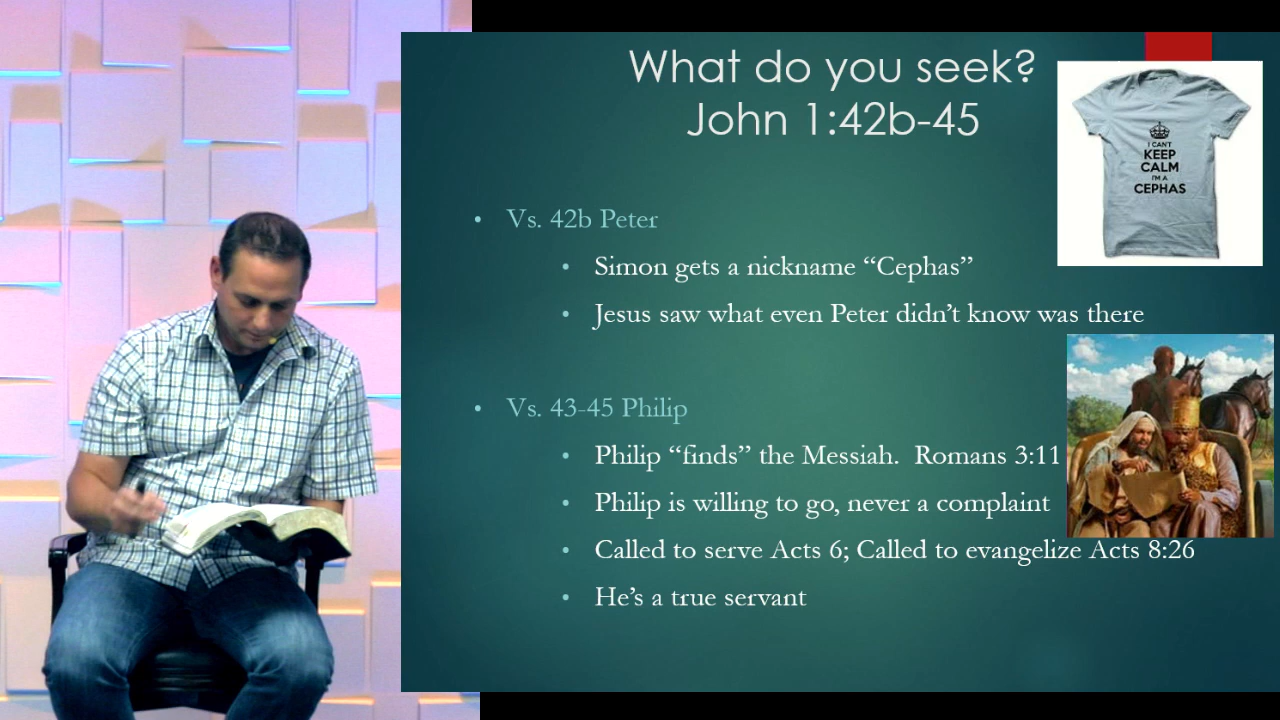 What do you seek?
John 1:42b-45
I CAN'T
KEEP
CALM
I'M A
CEPHAS
• Vs. 42b Peter
• Simon gets a nickname “Cephas”
• Jesus saw what even Peter didn’t know was there
• Vs. 43-45 Philip
• Philip “finds” the Messiah.  Romans 3:11
• Philip is willing to go, never a complaint
• Called to serve Acts 6; Called to evangelize Acts 8:26
• He’s a true servant